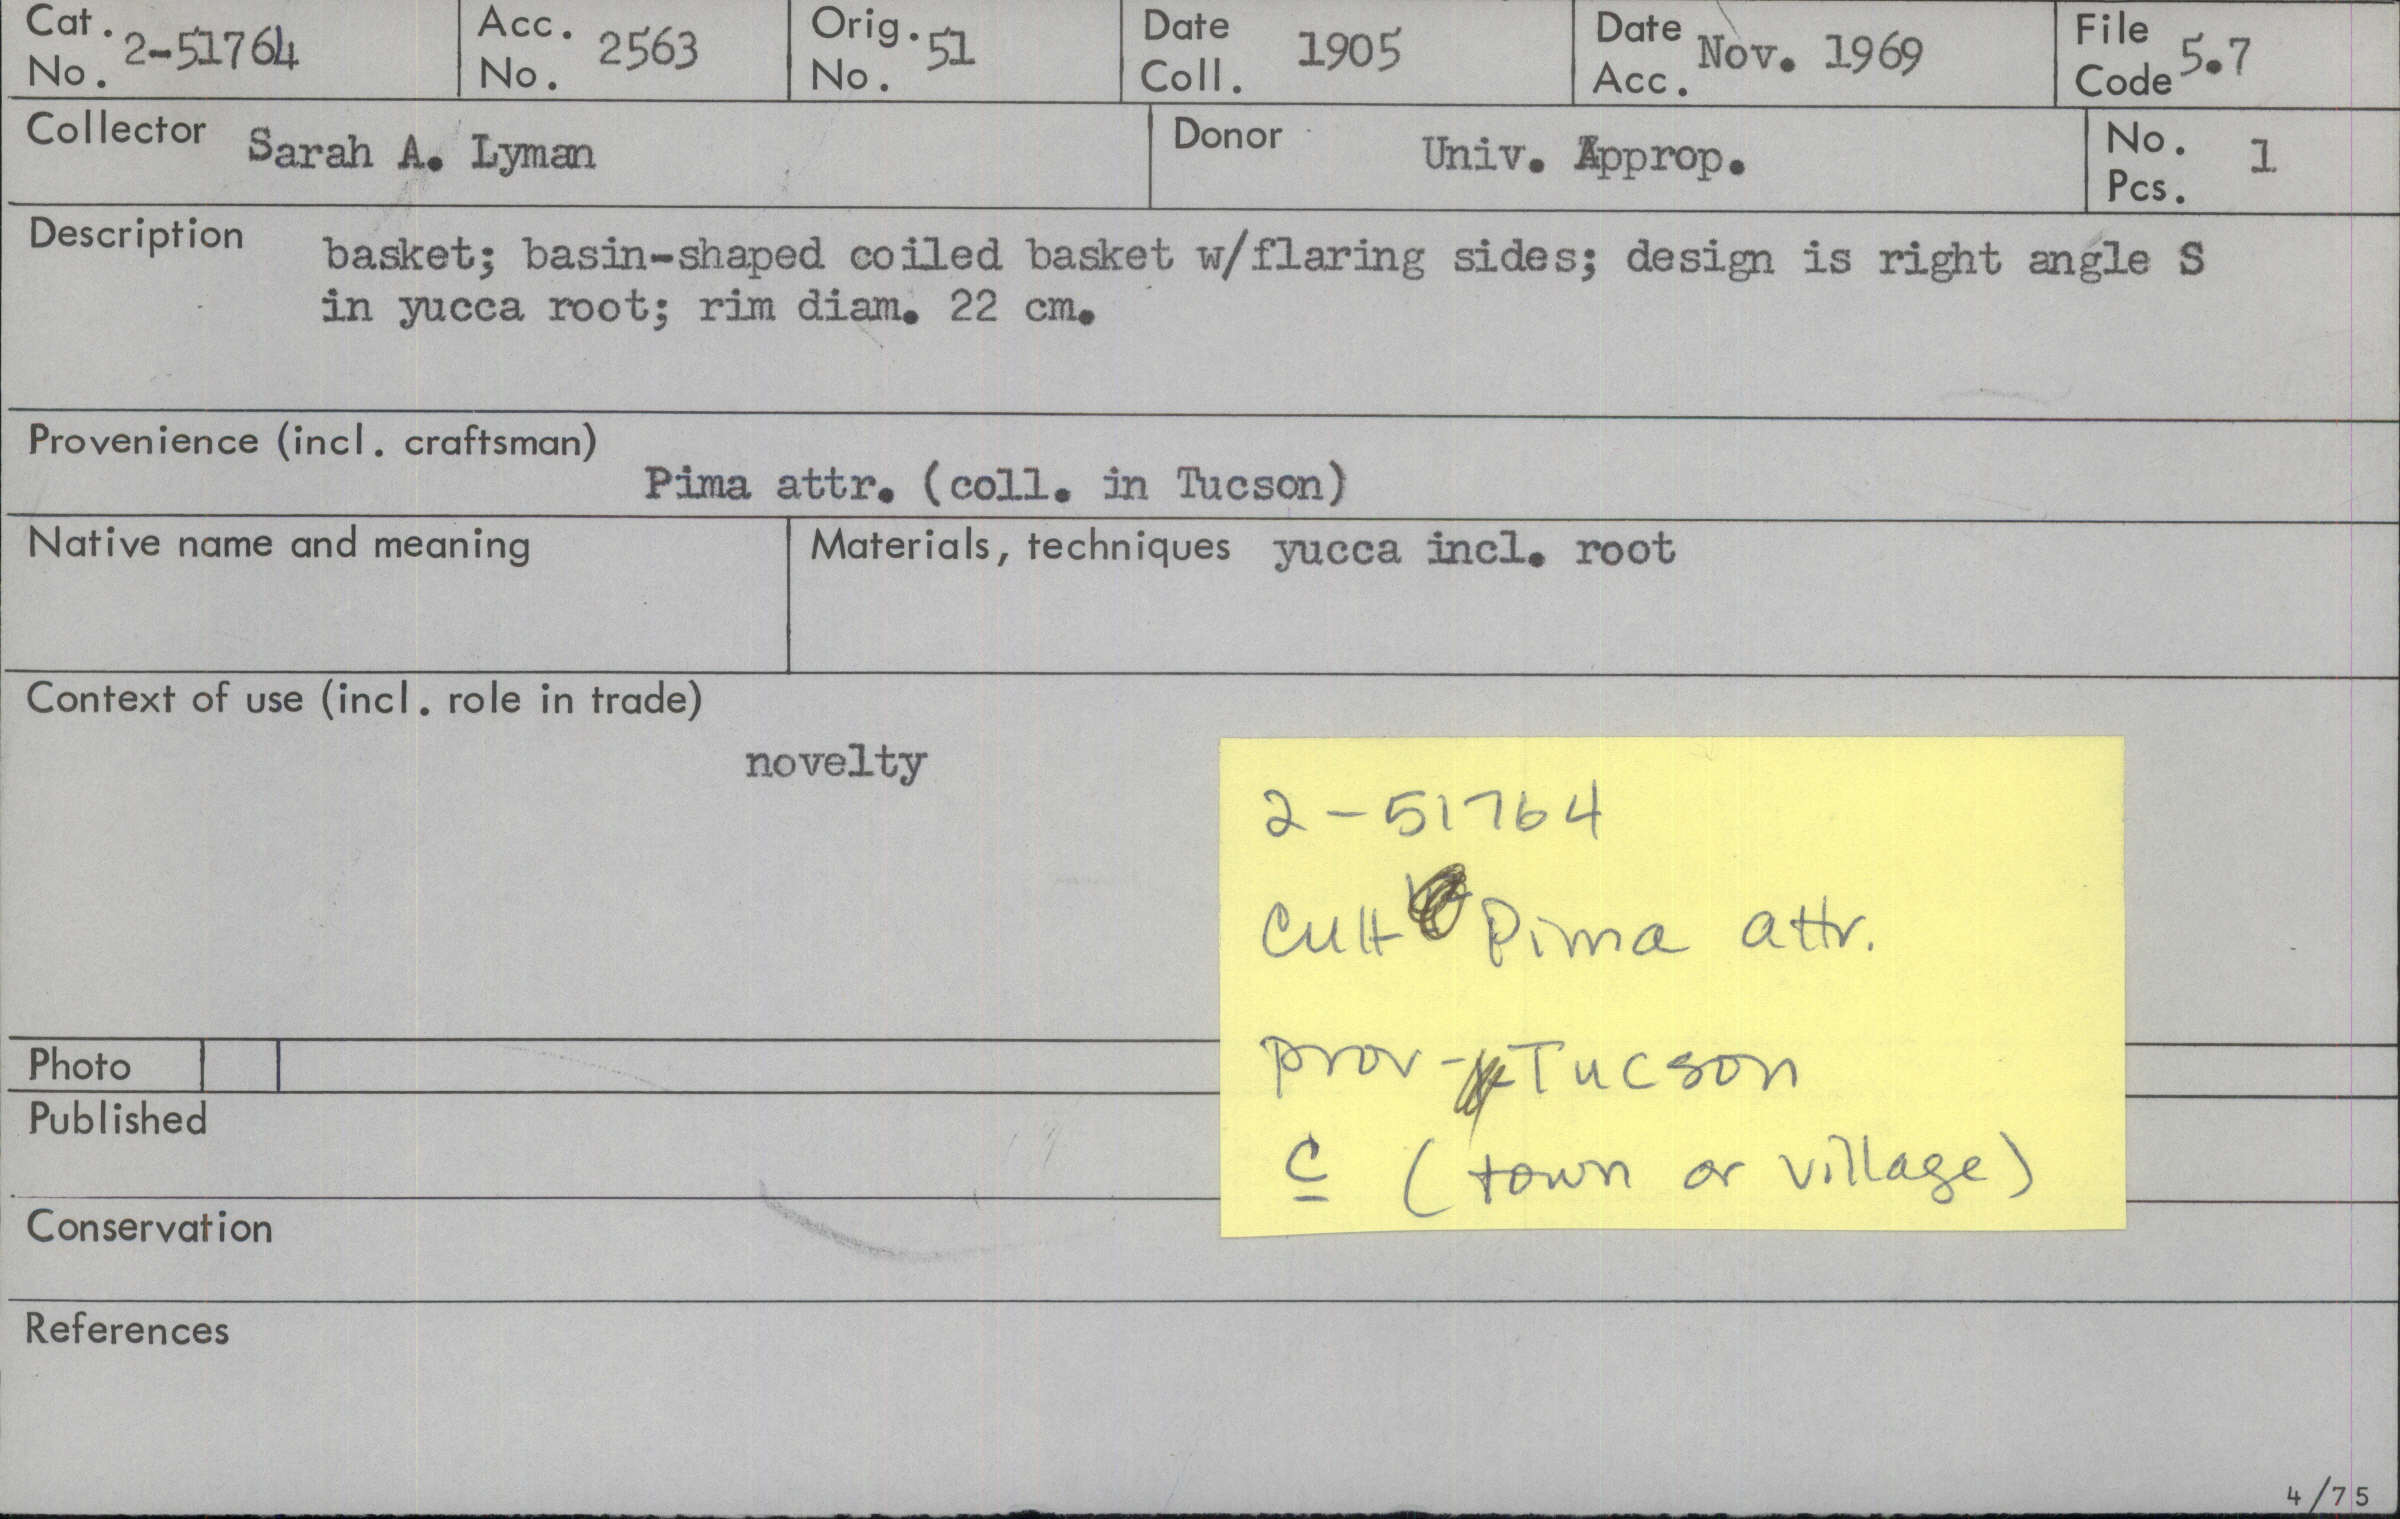 Cat. No. 2-51764 Acc. No. 2563 Orig. No. 51 Date Coll. 1905 Date Acc. Nov. 1969 File Code 5.7
Collector Sarah A. Lyman Donor Univ. Approp. No. Pcs. 1
Description basket; basin-shaped coiled basket w/flaring sides; design is right angle S
in yucca root; rim diam. 22 cm.
Provenience (incl. craftsman)
Pima attr. (coll. in Tucson)
Native name and meaning Materials, techniques yucca incl. root
Context of use (incl. role in trade)
novelty
2-51764
Cult Pima attr.
prov- Tucson
c (town or village)
Photo
Published
Conservation
References
4/75